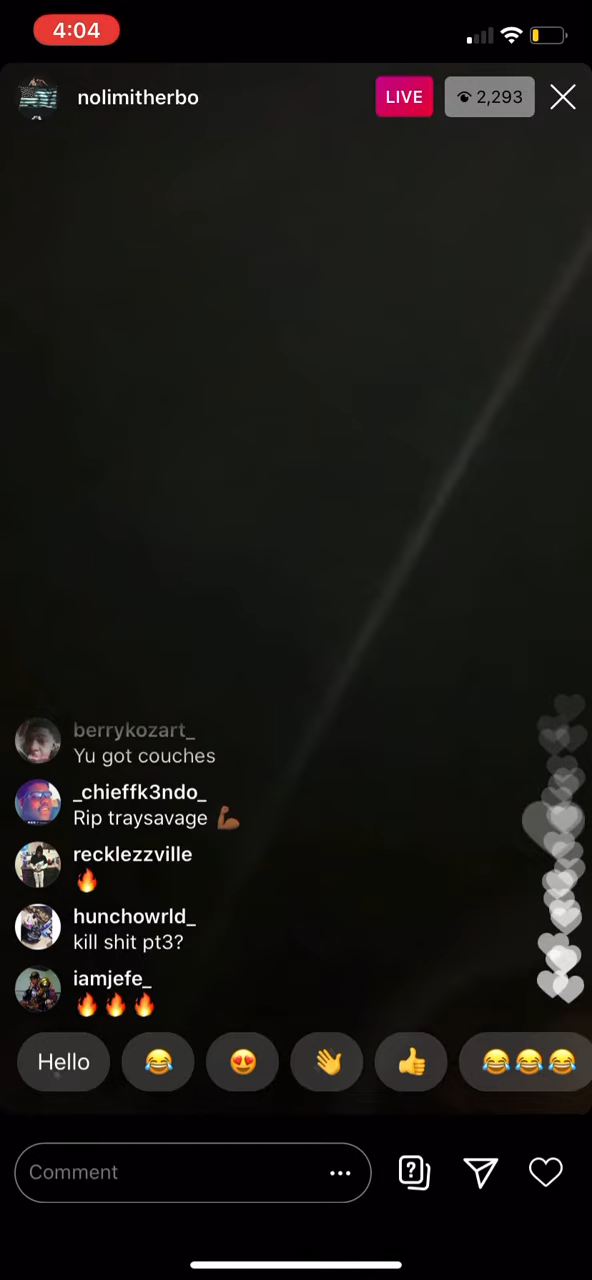 4:04
nolimitherbo
LIVE
2,293
berrykozart_
Yu got couches
_chieffk3ndo_
Rip traysavage 💪🏾
recklezzville
🔥
hunchowrld_
kill shit pt3?
iamjefe_
🔥🔥🔥
Hello 😂 😍 👋 👍 😂😂😂
Comment